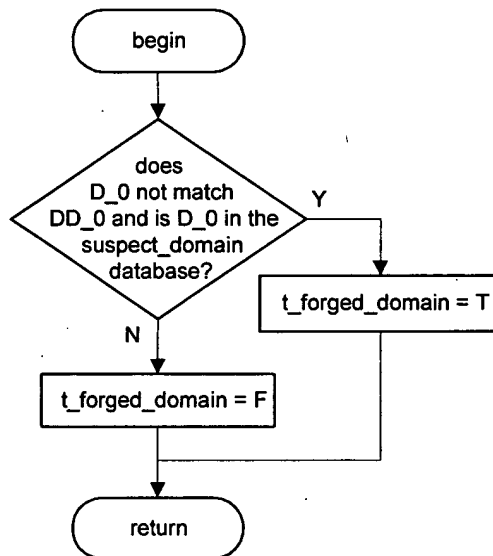 begin
does
D_0 not match
DD_0 and is D_0 in the
suspect_domain
database?
Y
t_forged_domain = T
N
t_forged_domain = F
return